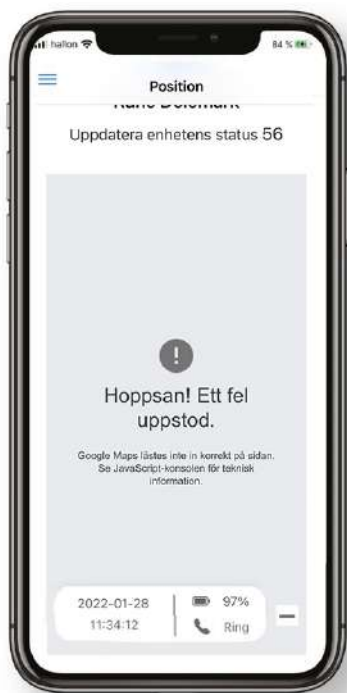 hallon 84 %
Position
Uppdatera enhetens status 56
Hoppsan! Ett fel
uppstod.
Google Maps lästes inte in korrekt på sidan.
Se JavaScript-konsolen för teknisk
information.
2022-01-28 97%
11:34:12 Ring